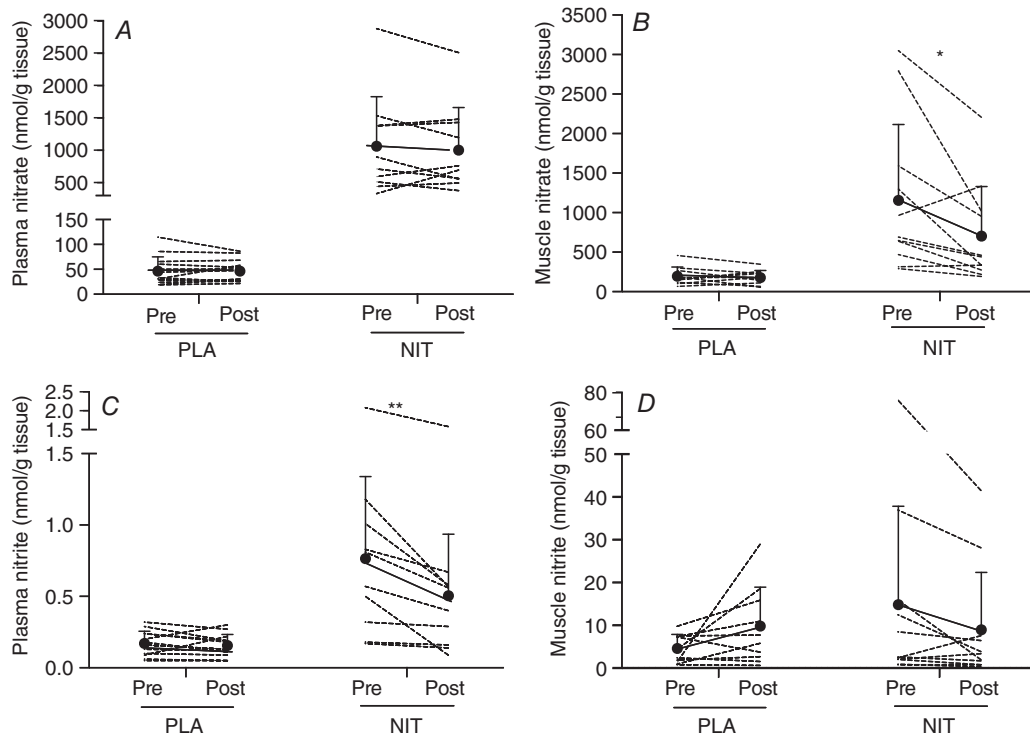 A
Plasma nitrate (nmol/g tissue)
3000
2500
2000
1500
1000
500
150
100
50
0
Pre Post Pre Post
PLA NIT
B
*
Muscle nitrate (nmol/g tissue)
3500
3000
2500
2000
1500
1000
500
0
Pre Post Pre Post
PLA NIT
C
**
Plasma nitrite (nmol/g tissue)
2.5
2.0
1.5
1.5
1.0
0.5
0.0
Pre Post Pre Post
PLA NIT
D
Muscle nitrite (nmol/g tissue)
80
60
50
40
30
20
10
0
Pre Post Pre Post
PLA NIT